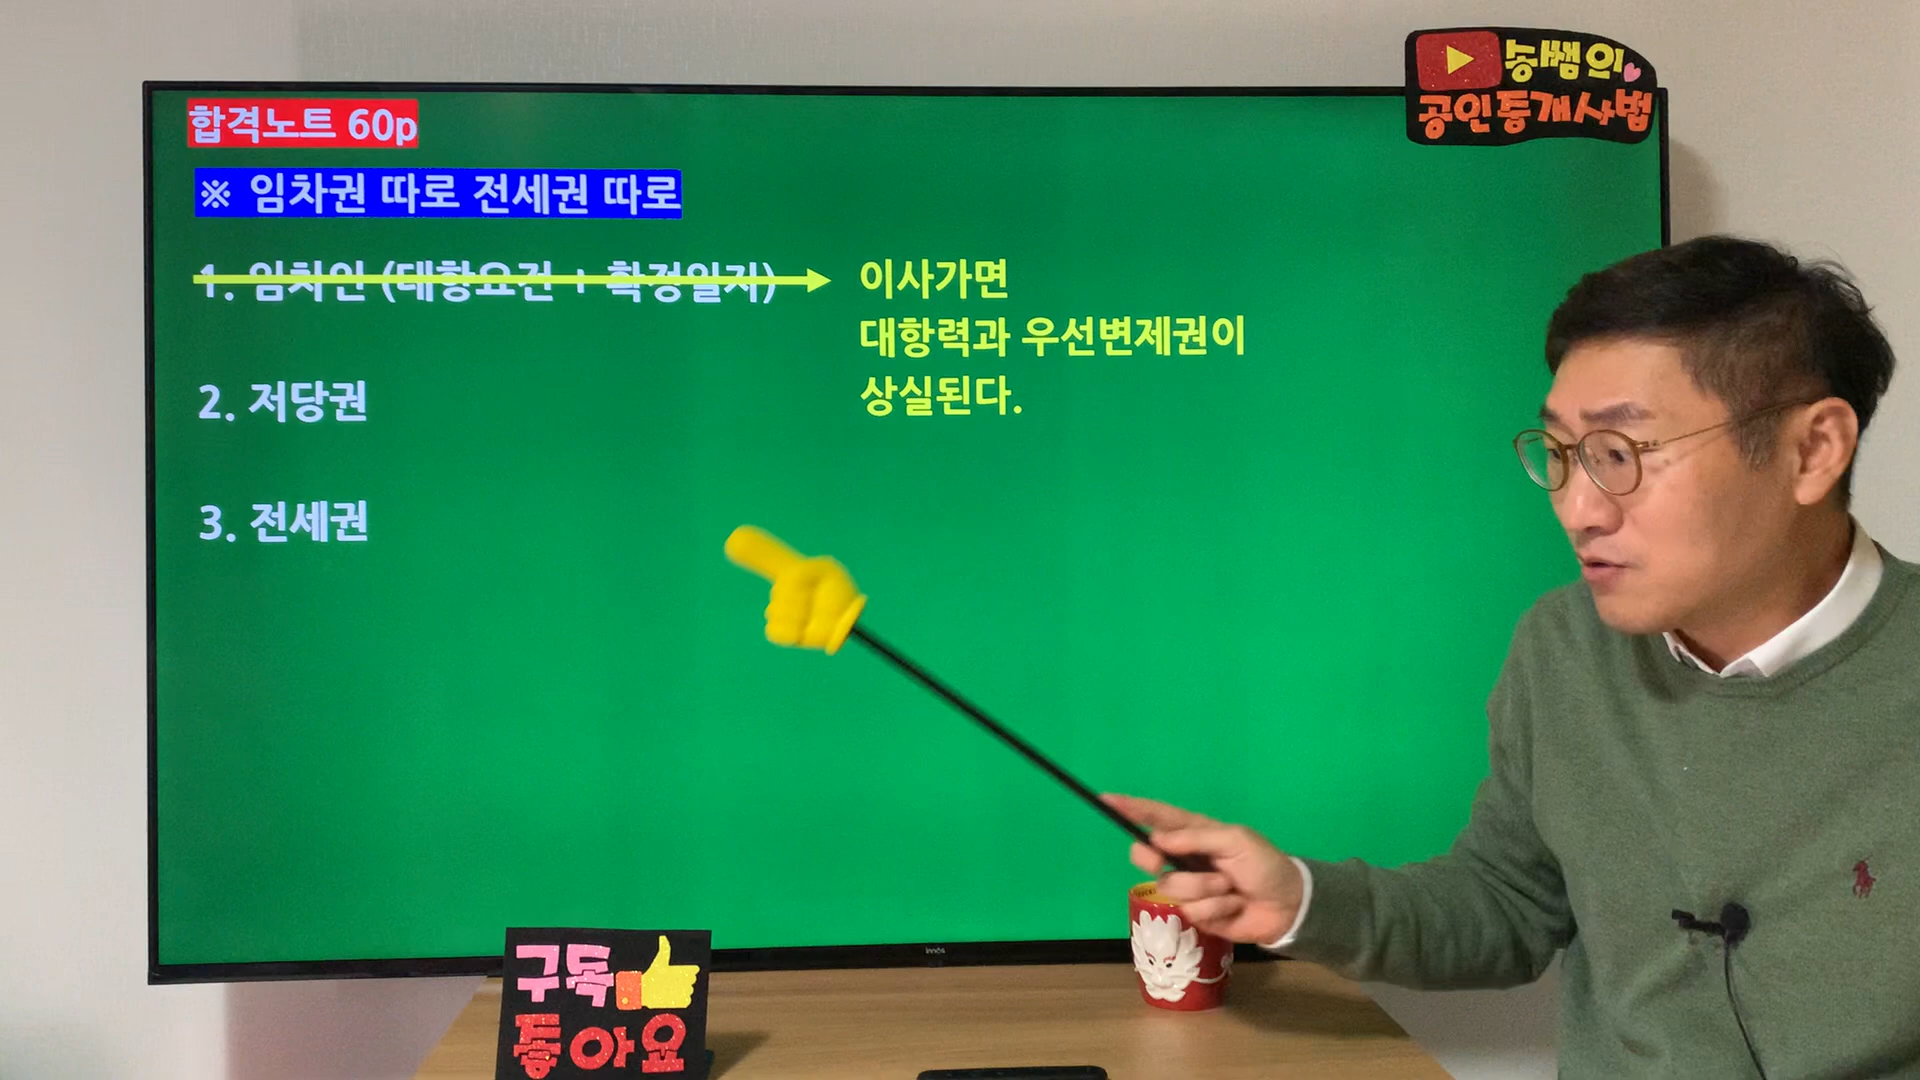 합격노트 60p
※ 임차권 따로 전세권 따로
1. 임차인 (대항요건 + 확정일자)
이사가면
대항력과 우선변제권이
상실된다.
2. 저당권
3. 전세권
송쌤의
공인중개사법
구독
좋아요
innos